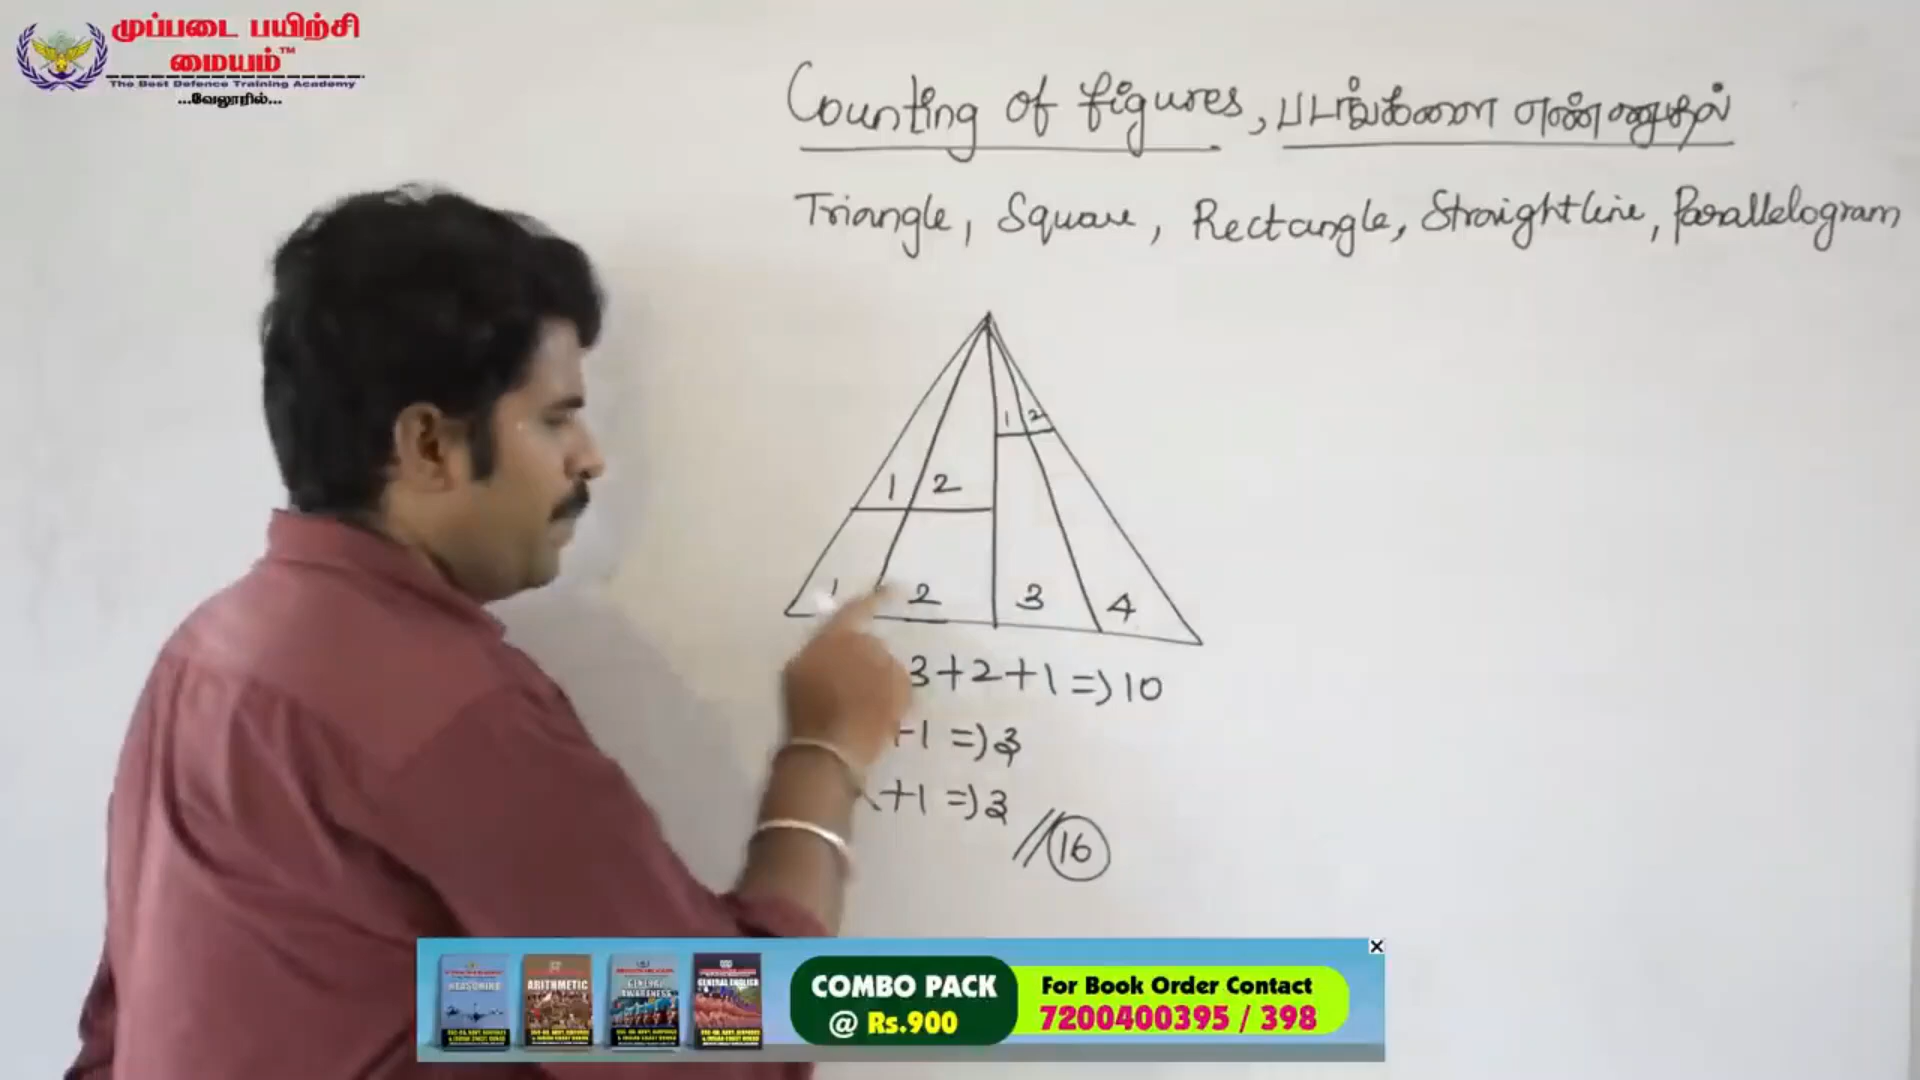 முப்படை பயிற்சி
மையம்™
The Best Defence Training Academy
...வேலூரில்...
Counting of figures, படங்களை எண்ணுதல்
Triangle, Square, Rectangle, Straightline, Parallelogram
1 2
1 2
1 2 3 4
3+2+1 => 10
+1 => 3
+1 => 3
16
REASONING
ARITHMETIC
GENERAL AWARENESS
GENERAL ENGLISH
COMBO PACK
@ Rs.900
For Book Order Contact
7200400395 / 398